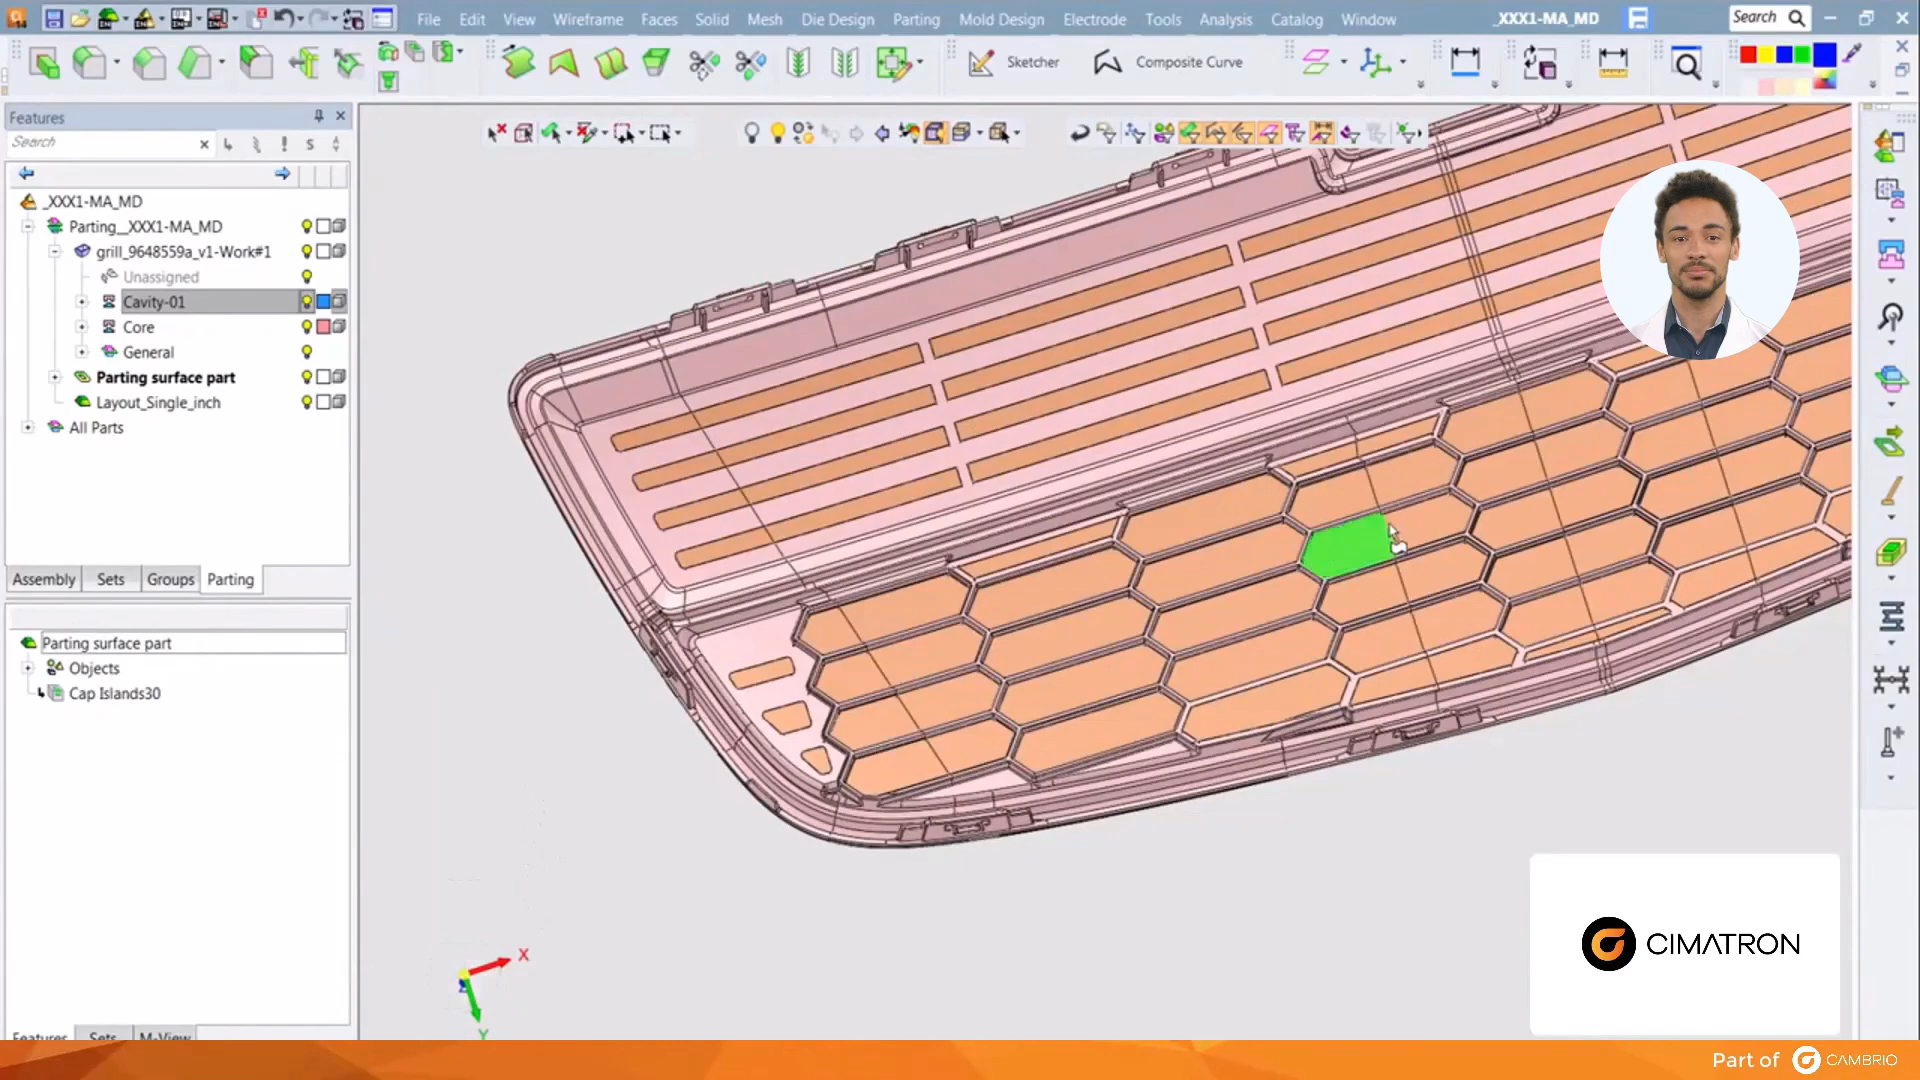 File Edit View Wireframe Faces Solid Mesh Die Design Parting Mold Design Electrode Tools Analysis Catalog Window
_XXX1-MA_MD
Search
Sketcher
Composite Curve
Features
Search
_XXX1-MA_MD
Parting__XXX1-MA_MD
grill_9648559a_v1-Work#1
Unassigned
Cavity-01
Core
General
Parting surface part
Layout_Single_inch
All Parts
Assembly Sets Groups Parting
Parting surface part
Objects
Cap Islands30
X
Y
Features Sets M-View
CIMATRON
Part of CAMBRIO